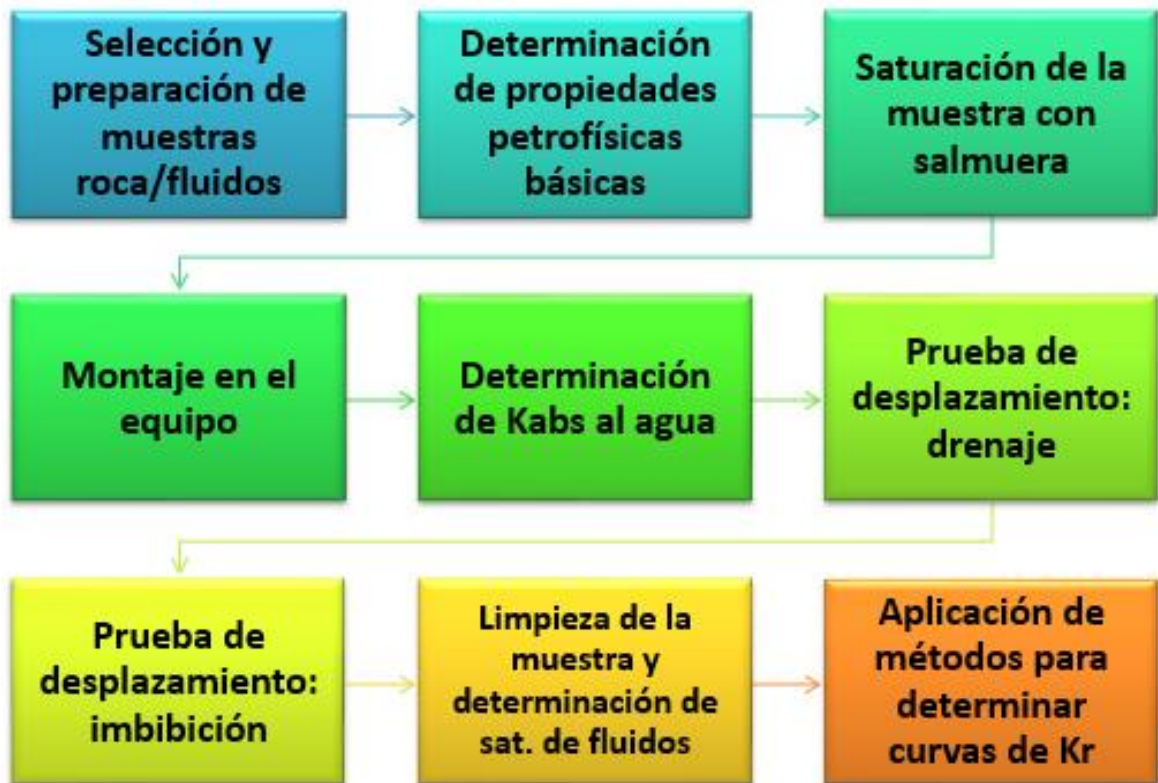 Selección y
preparación de
muestras
roca/fluidos
Determinación
de propiedades
petrofísicas
básicas
Saturación de la
muestra con
salmuera
Montaje en el
equipo
Determinación
de Kabs al agua
Prueba de
desplazamiento:
drenaje
Prueba de
desplazamiento:
imbibición
Limpieza de la
muestra y
determinación de
sat. de fluidos
Aplicación de
métodos para
determinar
curvas de Kr